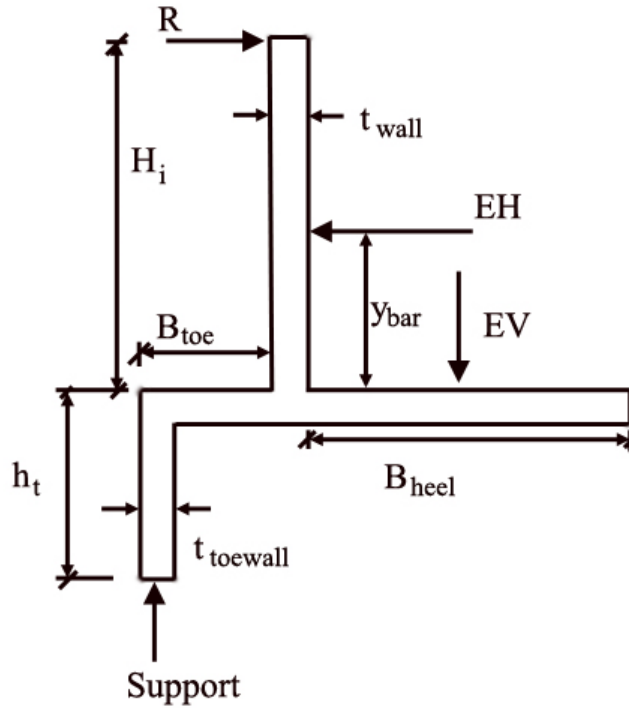 R
t wall
H i
EH
B toe
y bar
EV
h t
B heel
t toewall
Support